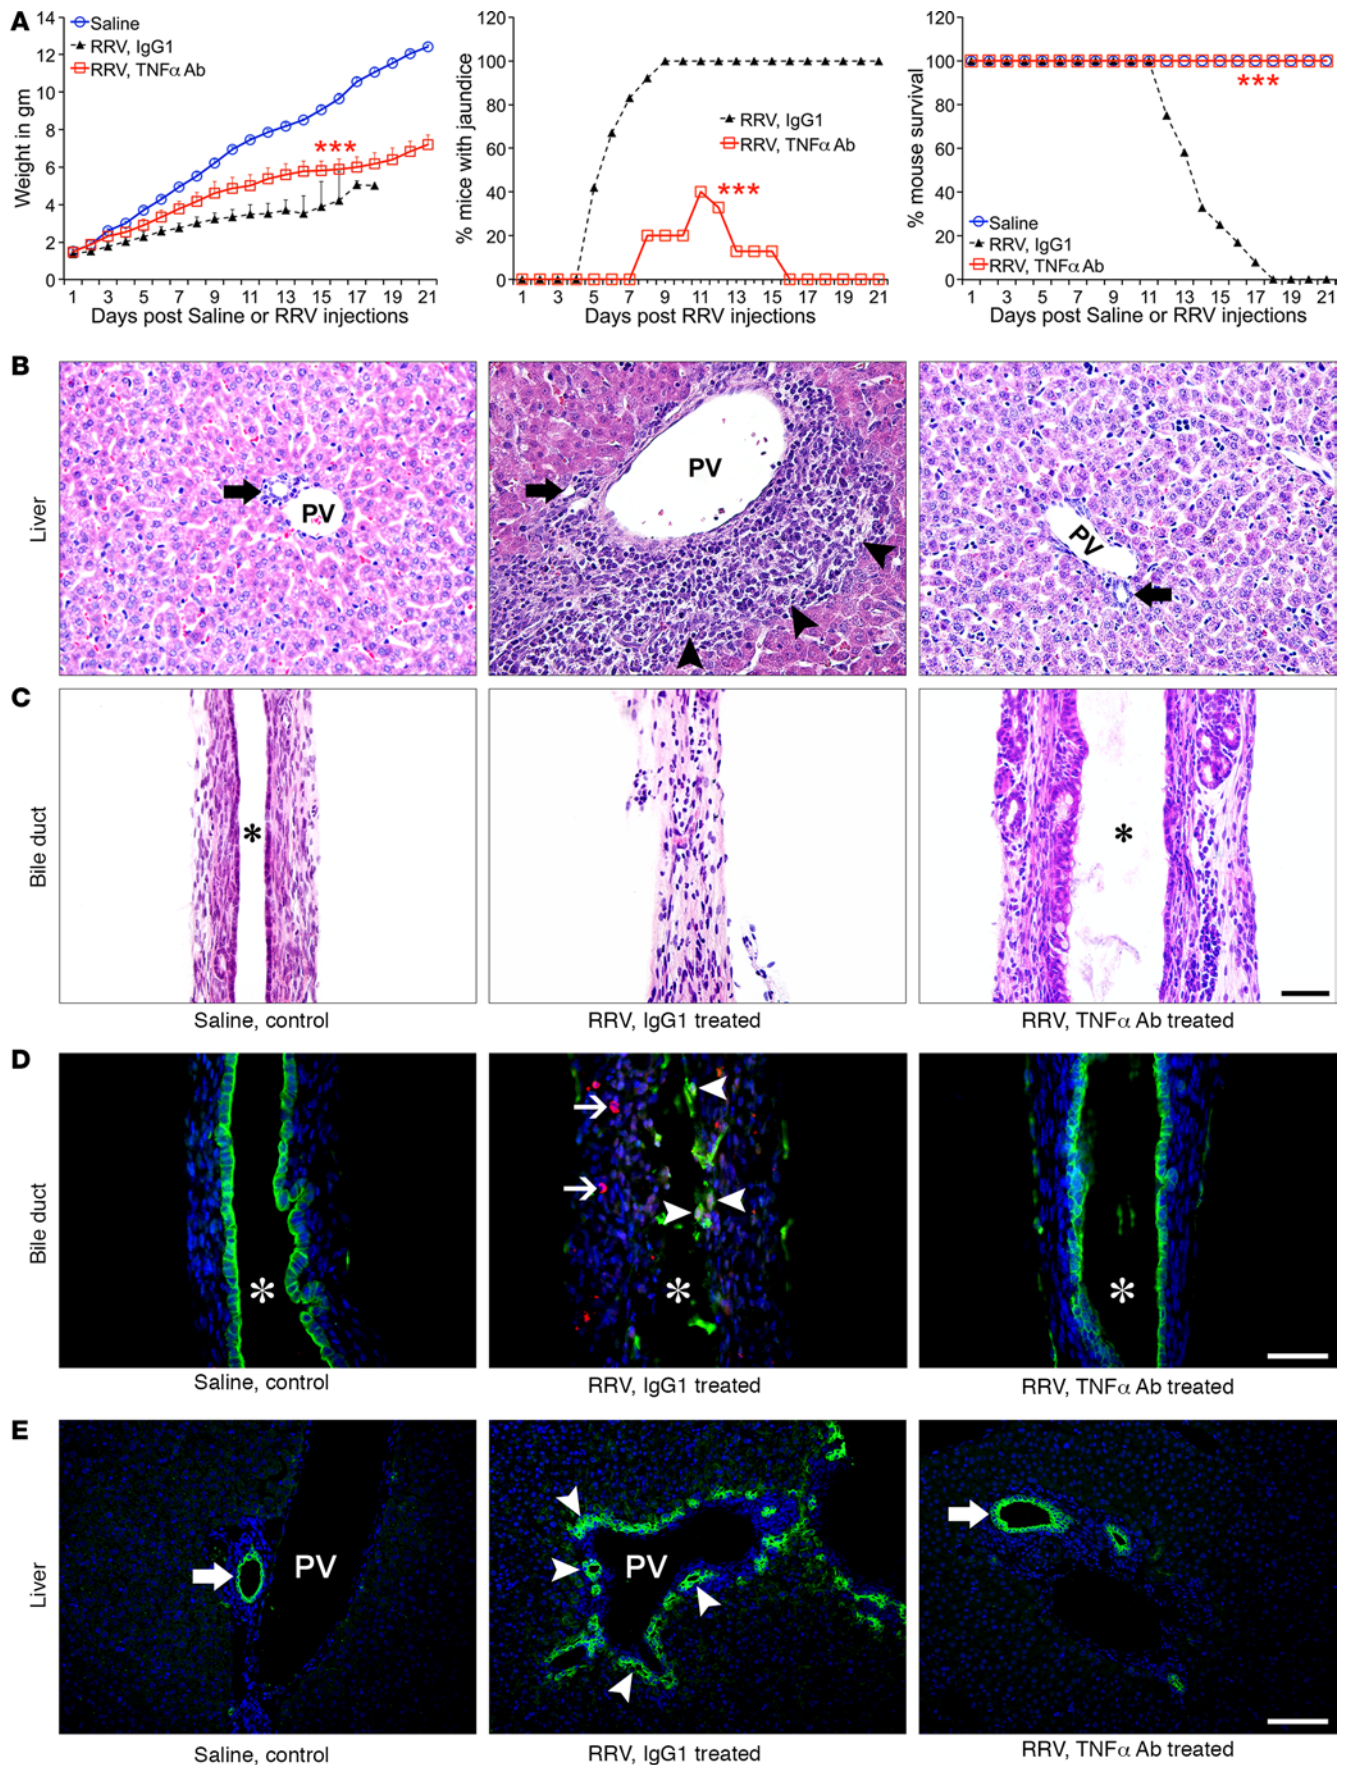 A
14
12
10
8
6
4
2
0
Weight in gm
Saline
RRV, IgG1
RRV, TNFα Ab
***
1 3 5 7 9 11 13 15 17 19 21
Days post Saline or RRV injections
120
100
80
60
40
20
0
% mice with jaundice
RRV, IgG1
RRV, TNFα Ab
***
1 3 5 7 9 11 13 15 17 19 21
Days post RRV injections
120
100
80
60
40
20
0
% mouse survival
***
Saline
RRV, IgG1
RRV, TNFα Ab
1 3 5 7 9 11 13 15 17 19 21
Days post Saline or RRV injections
B
Liver
PV
PV
PV
C
Bile duct
*
*
Saline, control
RRV, IgG1 treated
RRV, TNFα Ab treated
D
Bile duct
*
*
*
Saline, control
RRV, IgG1 treated
RRV, TNFα Ab treated
E
Liver
PV
PV
Saline, control
RRV, IgG1 treated
RRV, TNFα Ab treated